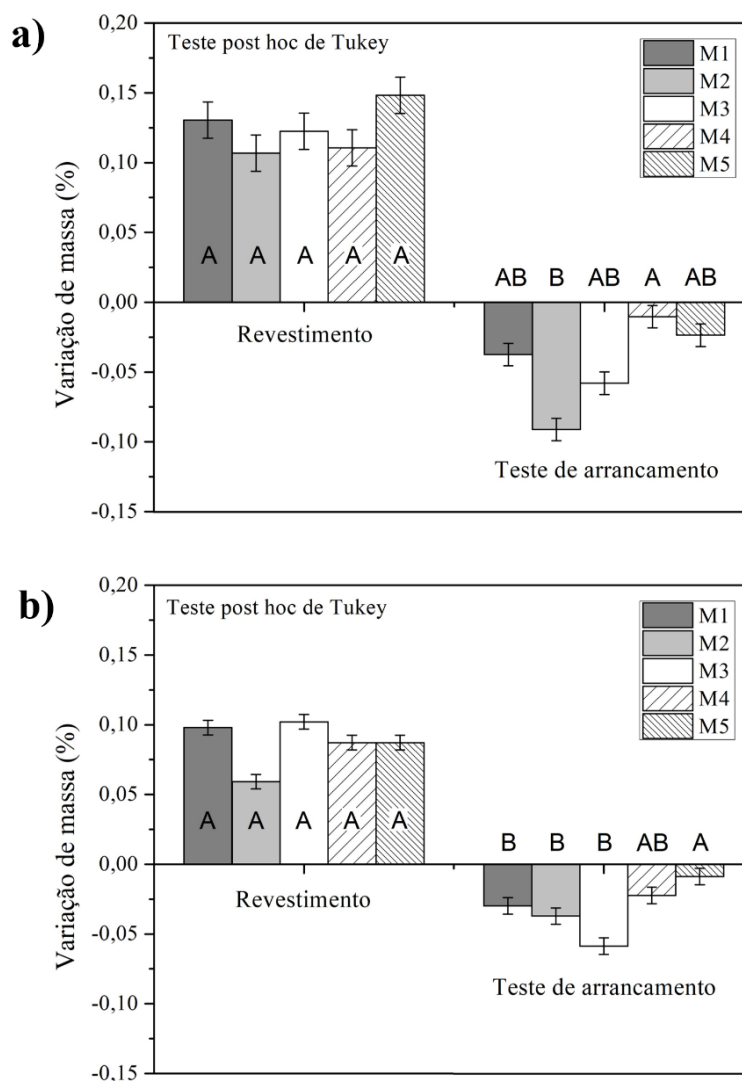 a)
Teste post hoc de Tukey
M1
M2
M3
M4
M5
Variação de massa (%)
0,20
0,15
0,10
0,05
0,00
-0,05
-0,10
-0,15
A A A A A
AB B AB A AB
Revestimento
Teste de arrancamento
b)
Teste post hoc de Tukey
M1
M2
M3
M4
M5
Variação de massa (%)
0,20
0,15
0,10
0,05
0,00
-0,05
-0,10
-0,15
A A A A A
B B B AB A
Revestimento
Teste de arrancamento